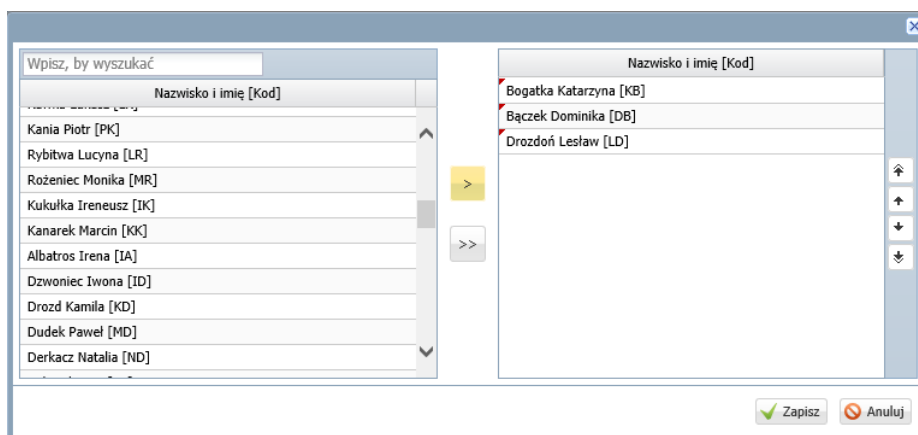 Wpisz, by wyszukać
Nazwisko i imię [Kod]
Kania Piotr [PK]
Rybitwa Lucyna [LR]
Rożeniec Monika [MR]
Kukułka Ireneusz [IK]
Kanarek Marcin [KK]
Albatros Irena [IA]
Dzwoniec Iwona [ID]
Drozd Kamila [KD]
Dudek Paweł [MD]
Derkacz Natalia [ND]
>
>>
Nazwisko i imię [Kod]
Bogatka Katarzyna [KB]
Bączek Dominika [DB]
Drozdoń Lesław [LD]
Zapisz
Anuluj